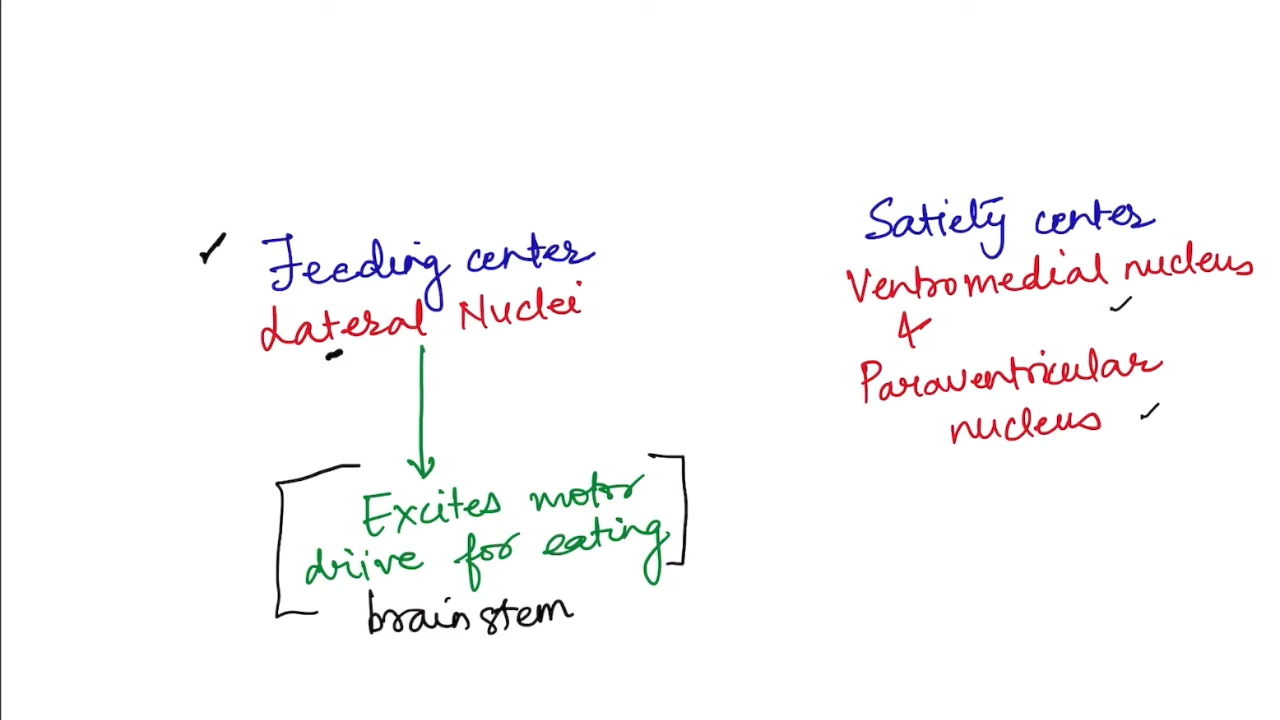 Feeding center
Lateral Nuclei
Excites motor
drive for eating
brainstem
Satiety center
Ventromedial nucleus
&
Paraventricular
nucleus